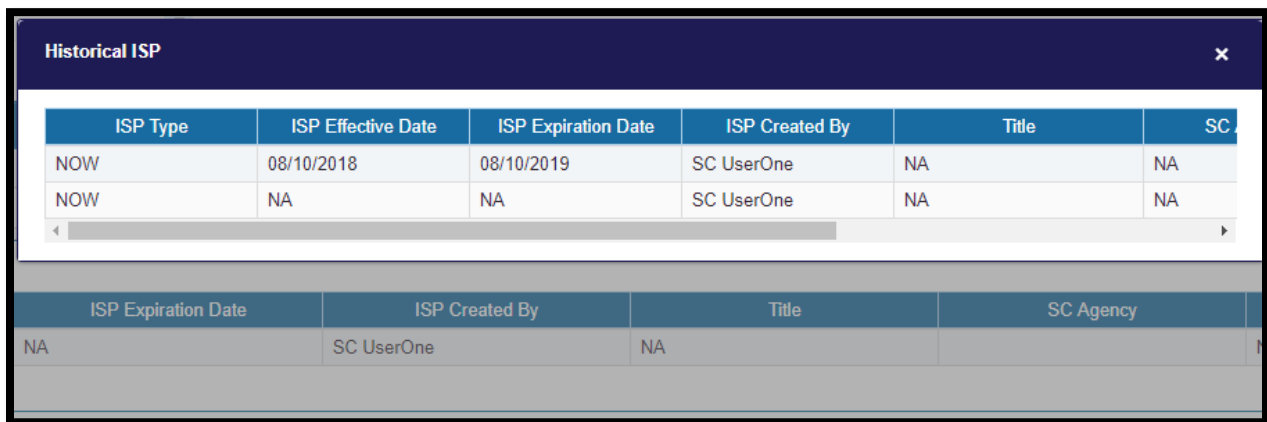 Historical ISP ×
ISP Type ISP Effective Date ISP Expiration Date ISP Created By Title SC
NOW 08/10/2018 08/10/2019 SC UserOne NA NA
NOW NA NA SC UserOne NA NA
ISP Expiration Date ISP Created By Title SC Agency
NA SC UserOne NA